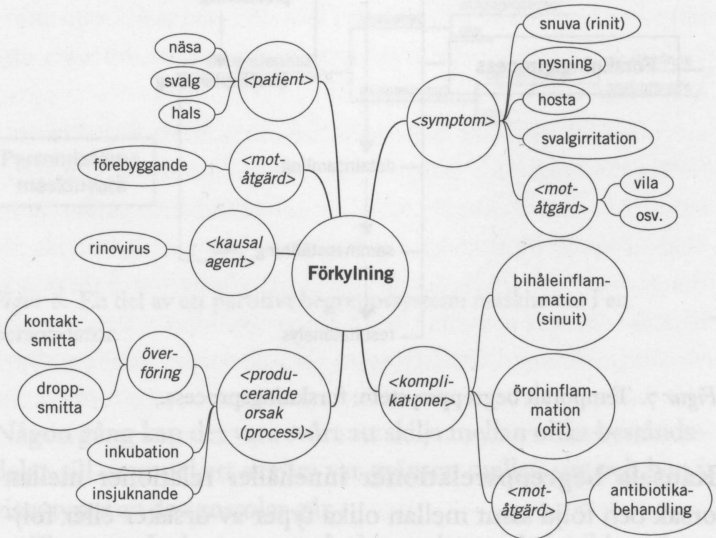 näsa
svalg
hals
<patient>
förebyggande
<mot-
åtgärd>
rinovirus
<kausal
agent>
Förkylning
<symptom>
snuva (rinit)
nysning
hosta
svalgirritation
<mot-
åtgärd>
vila
osv.
kontakt-
smitta
dropp-
smitta
över-
föring
inkubation
insjuknande
<produ-
cerande
orsak
(process)>
<kompli-
kationer>
bihåleinflam-
mation
(sinuit)
öroninflam-
mation
(otit)
<mot-
åtgärd>
antibiotika-
behandling